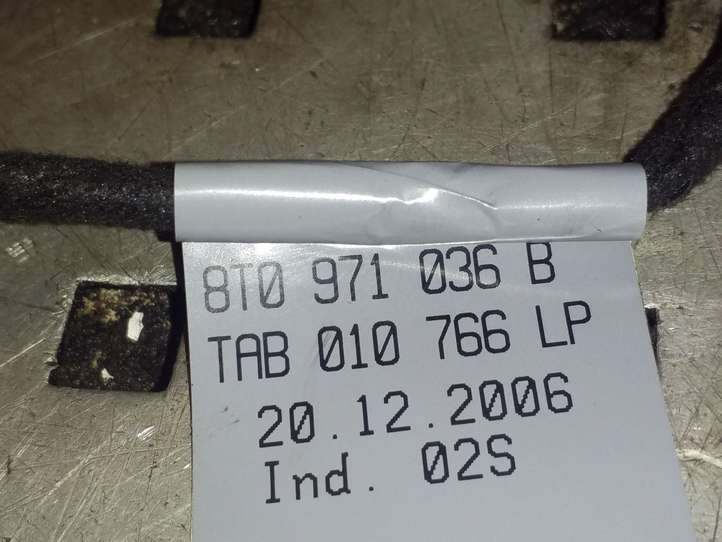 8T0 971 036 B
TAB 010 766 LP
20.12.2006
Ind. 02S